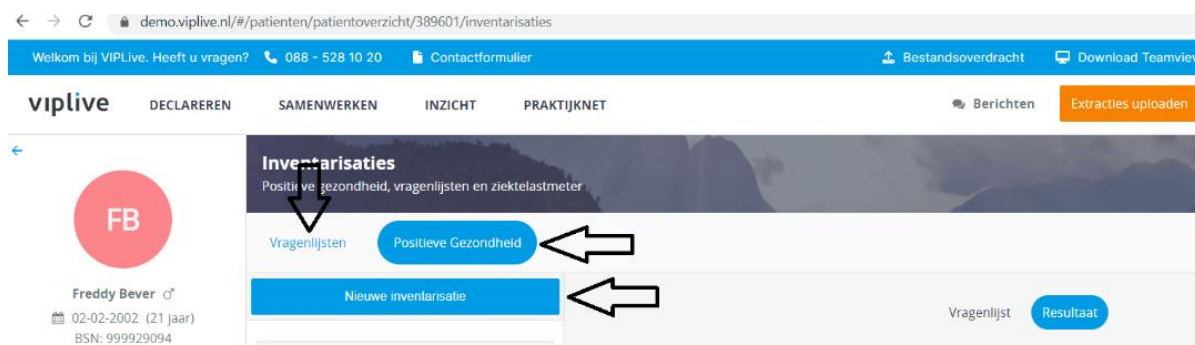 demo.viplive.nl/#/patienten/patientoverzicht/389601/inventarisaties
Welkom bij VIPLive. Heeft u vragen? 088 - 528 10 20 Contactformulier Bestandsoverdracht Download Teamview
viplive DECLAREREN SAMENWERKEN INZICHT PRAKTIJKNET Berichten Extracties uploaden
Inventarisaties
Positieve gezondheid, vragenlijsten en ziektelastmeter
FB
Vragenlijsten Positieve Gezondheid
Freddy Bever
Nieuwe inventarisatie
02-02-2002 (21 jaar)
Vragenlijst Resultaat
BSN: 999929094